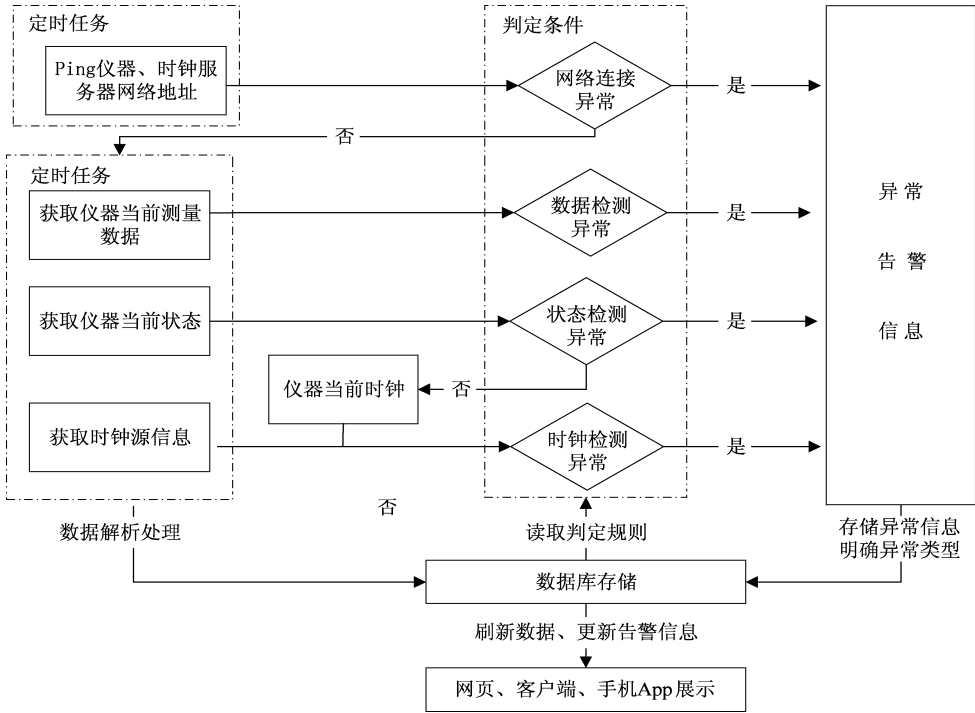 定时任务
判定条件
Ping仪器、时钟服
务器网络地址
网络连接
异常
是
否
定时任务
获取仪器当前测量
数据
数据检测
异常
是
异常
告警
信息
获取仪器当前状态
状态检测
异常
是
仪器当前时钟
否
获取时钟源信息
时钟检测
异常
是
否
数据解析处理
读取判定规则
存储异常信息
明确异常类型
数据库存储
刷新数据、更新告警信息
网页、客户端、手机App展示